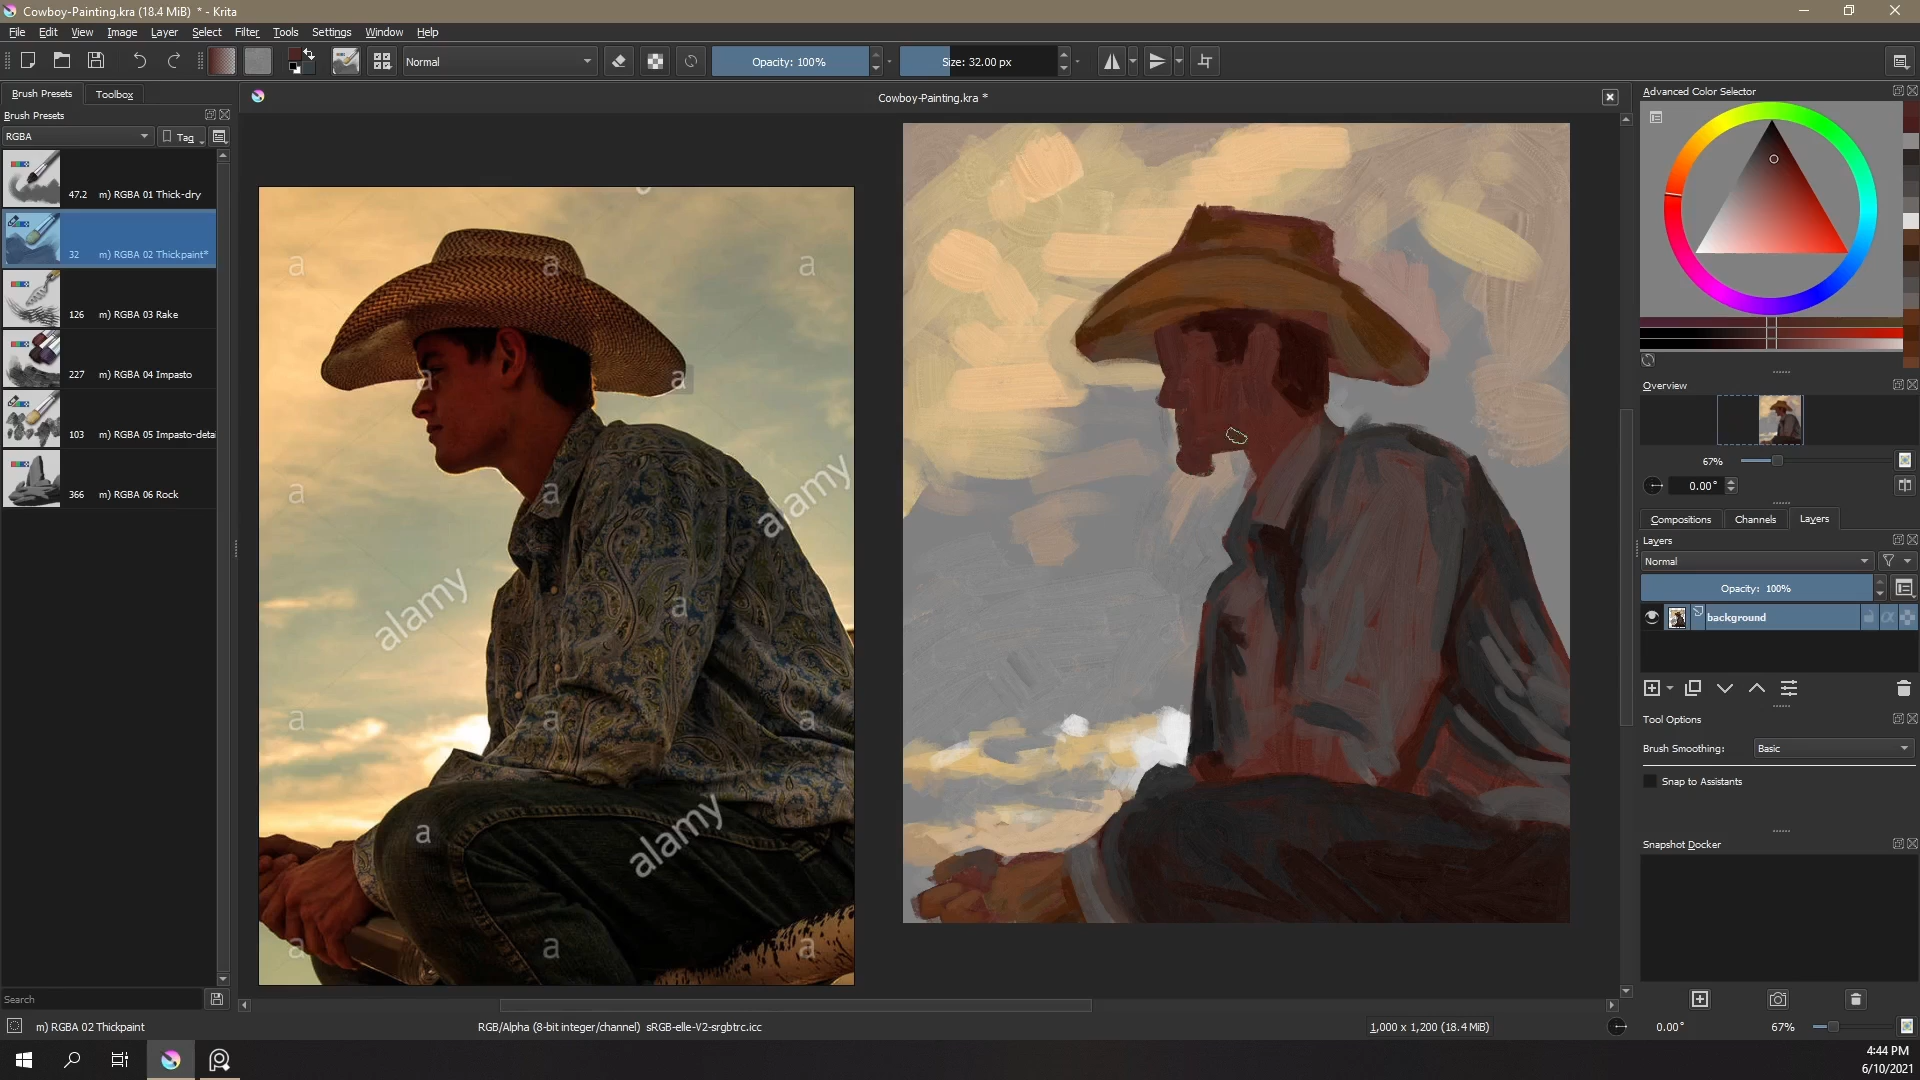 Cowboy-Painting.kra (18.4 MiB) * - Krita
File Edit View Image Layer Select Filter Tools Settings Window Help
Normal
Opacity: 100%
Size: 32.00 px
Brush Presets Toolbox
Cowboy-Painting.kra *
Brush Presets
RGBA
Tag
47.2 m) RGBA 01 Thick-dry
32 m) RGBA 02 Thickpaint*
126 m) RGBA 03 Rake
227 m) RGBA 04 Impasto
103 m) RGBA 05 Impasto-detai
366 m) RGBA 06 Rock
Search
a a a
a a
a a
alamy
alamy
a
a a a
a
alamy
a a a
Advanced Color Selector
Overview
67%
0.00°
Compositions Channels Layers
Layers
Normal
Opacity: 100%
background
Tool Options
Brush Smoothing: Basic
Snap to Assistants
Snapshot Docker
m) RGBA 02 Thickpaint
RGB/Alpha (8-bit integer/channel) sRGB-elle-V2-srgbtrc.icc
1,000 x 1,200 (18.4 MiB)
0.00°
67%
4:44 PM
6/10/2021